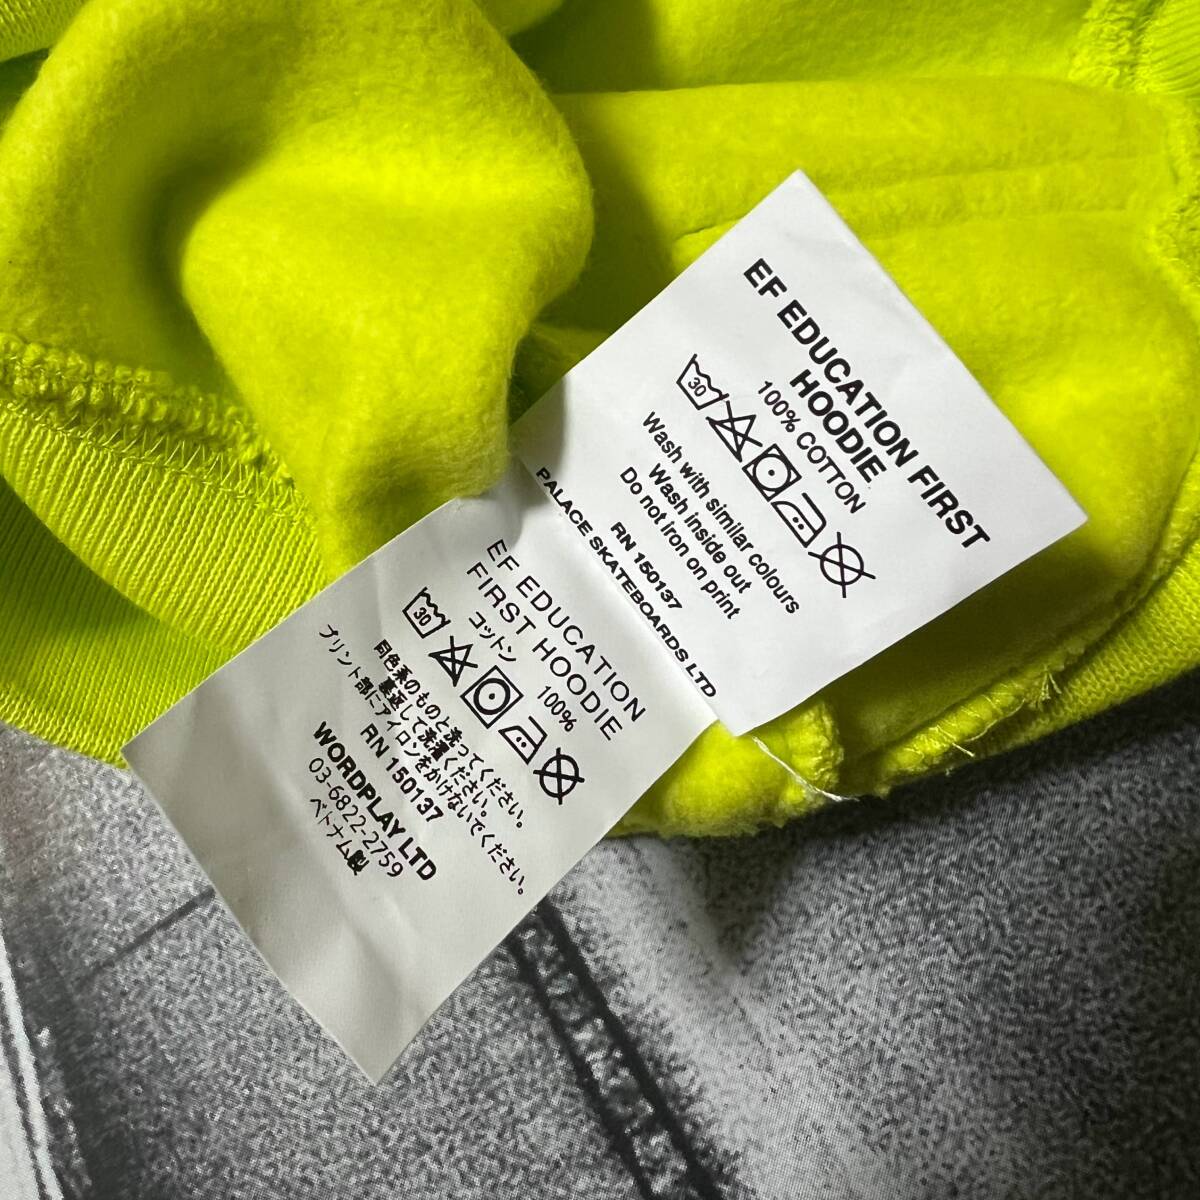 EF EDUCATION FIRST
HOODIE
100% COTTON
30
Wash with similar colours
Wash inside out
Do not iron on print
RN 150137
PALACE SKATEBOARDS LTD
EF EDUCATION
FIRST HOODIE
コットン 100%
30
同色系のものと洗ってください。
裏返して洗濯ください。
プリント部にアイロンをかけないでください。
RN 150137
WORDPLAY LTD
03-6822-2759
ベトナム製